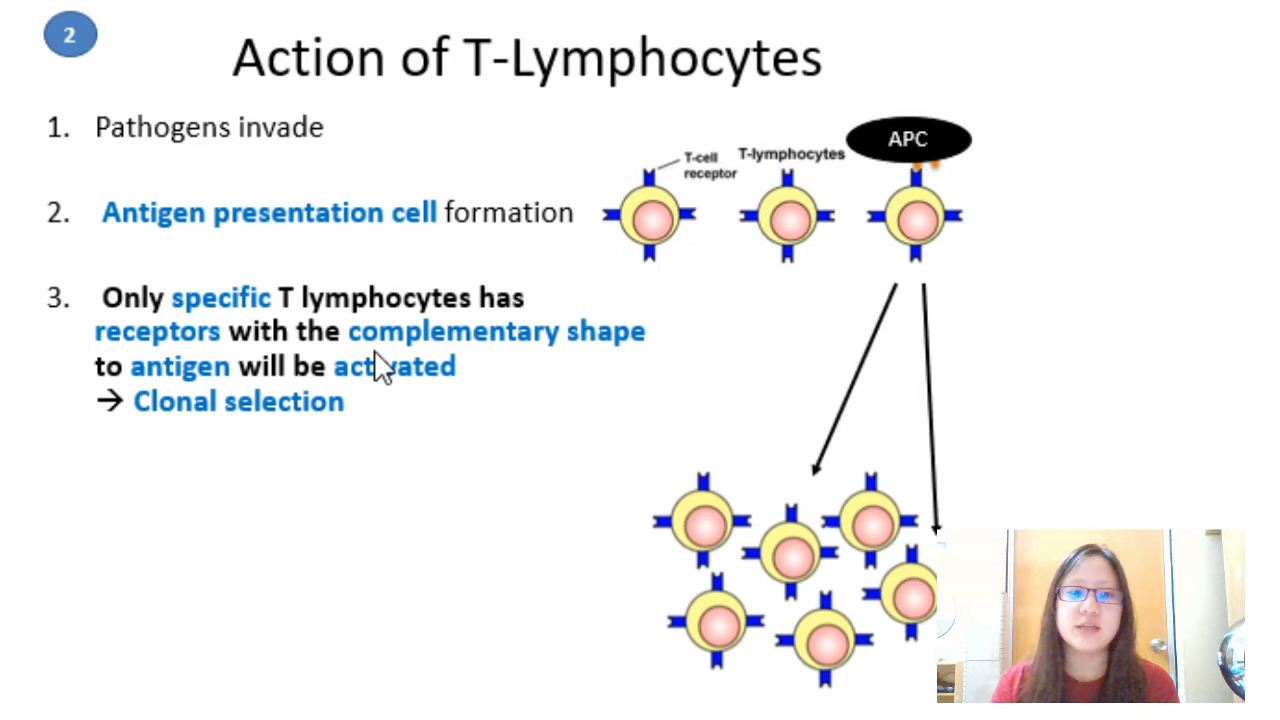 2
Action of T-Lymphocytes
1. Pathogens invade
2. Antigen presentation cell formation
3. Only specific T lymphocytes has
receptors with the complementary shape
to antigen will be activated
→ Clonal selection
T-cell
receptor
T-lymphocytes
APC